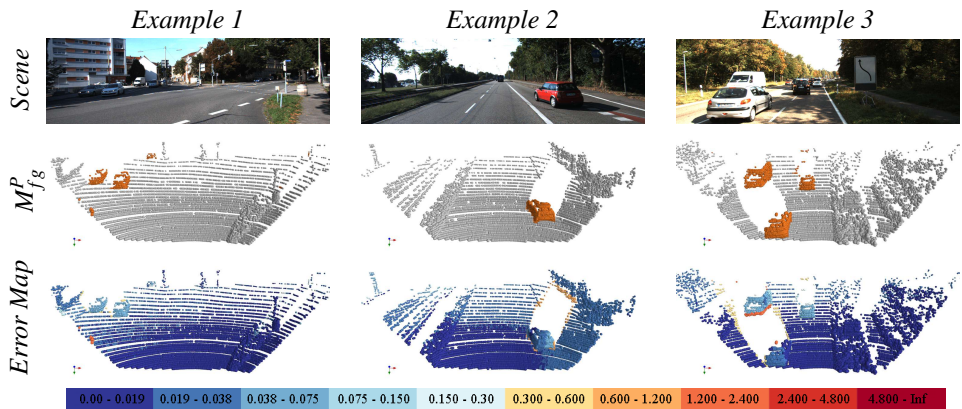 Example 1 Example 2 Example 3
Scene
M^P_{fg}
Error Map
0.00 - 0.019 0.019 - 0.038 0.038 - 0.075 0.075 - 0.150 0.150 - 0.30 0.300 - 0.600 0.600 - 1.200 1.200 - 2.400 2.400 - 4.800 4.800 - Inf